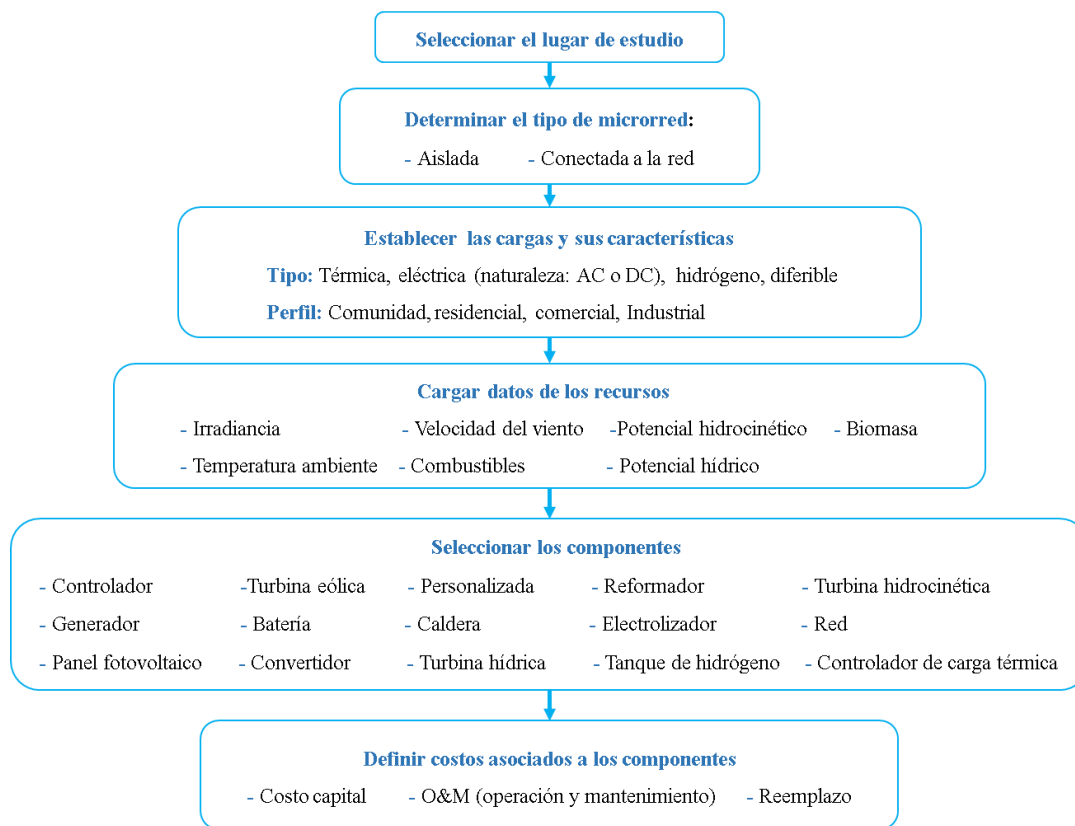 Seleccionar el lugar de estudio
Determinar el tipo de microrred:
- Aislada - Conectada a la red
Establecer las cargas y sus características
Tipo: Térmica, eléctrica (naturaleza: AC o DC), hidrógeno, diferible
Perfil: Comunidad, residencial, comercial, Industrial
Cargar datos de los recursos
- Irradiancia - Velocidad del viento -Potencial hidrocinético - Biomasa
- Temperatura ambiente - Combustibles - Potencial hídrico
Seleccionar los componentes
- Controlador -Turbina eólica - Personalizada - Reformador - Turbina hidrocinética
- Generador - Batería - Caldera - Electrolizador - Red
- Panel fotovoltaico - Convertidor - Turbina hídrica - Tanque de hidrógeno - Controlador de carga térmica
Definir costos asociados a los componentes
- Costo capital - O&M (operación y mantenimiento) - Reemplazo